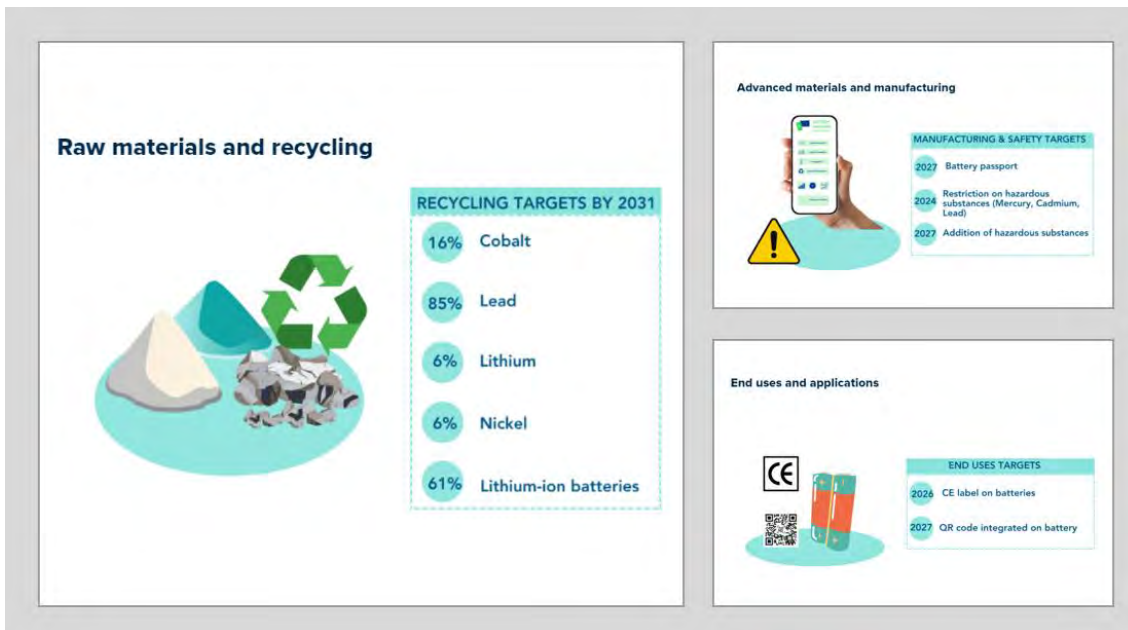 Raw materials and recycling
RECYCLING TARGETS BY 2031
16% Cobalt
85% Lead
6% Lithium
6% Nickel
61% Lithium-ion batteries
Advanced materials and manufacturing
MANUFACTURING & SAFETY TARGETS
2027 Battery passport
2024 Restriction on hazardous
substances (Mercury, Cadmium,
Lead)
2027 Addition of hazardous substances
End uses and applications
CE
END USES TARGETS
2026 CE label on batteries
2027 QR code integrated on battery